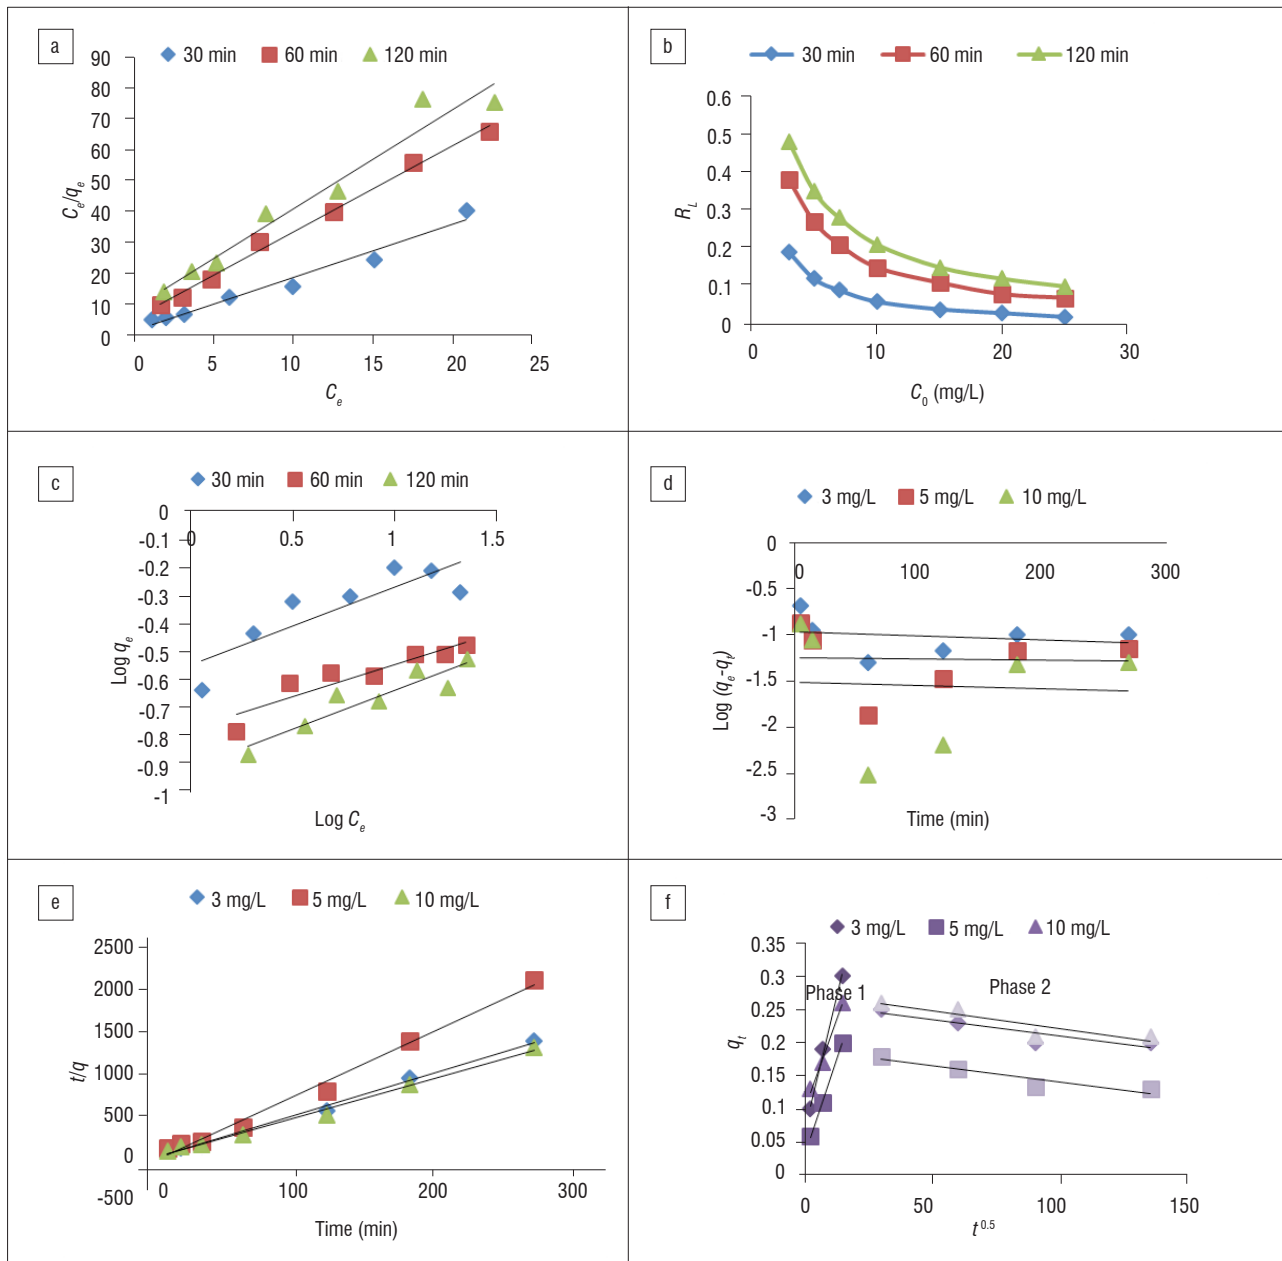 a
30 min 60 min 120 min
90
80
70
60
50
40
30
20
10
0
Ce/qe
0 5 10 15 20 25
Ce
b
30 min 60 min 120 min
0.6
0.5
0.4
0.3
0.2
0.1
0
RL
0 10 20 30
C0 (mg/L)
c
30 min 60 min 120 min
0
-0.1
-0.2
-0.3
-0.4
-0.5
-0.6
-0.7
-0.8
-0.9
-1
0 0.5 1 1.5
Log qe
Log Ce
d
3 mg/L 5 mg/L 10 mg/L
0
-0.5
-1
-1.5
-2
-2.5
-3
0 100 200 300
Log (qe-qt)
Time (min)
e
3 mg/L 5 mg/L 10 mg/L
2500
2000
1500
1000
500
0
-500
t/q
0 100 200 300
Time (min)
f
3 mg/L 5 mg/L 10 mg/L
0.35
0.3
0.25
0.2
0.15
0.1
0.05
0
qt
Phase 1
Phase 2
0 50 100 150
t0.5